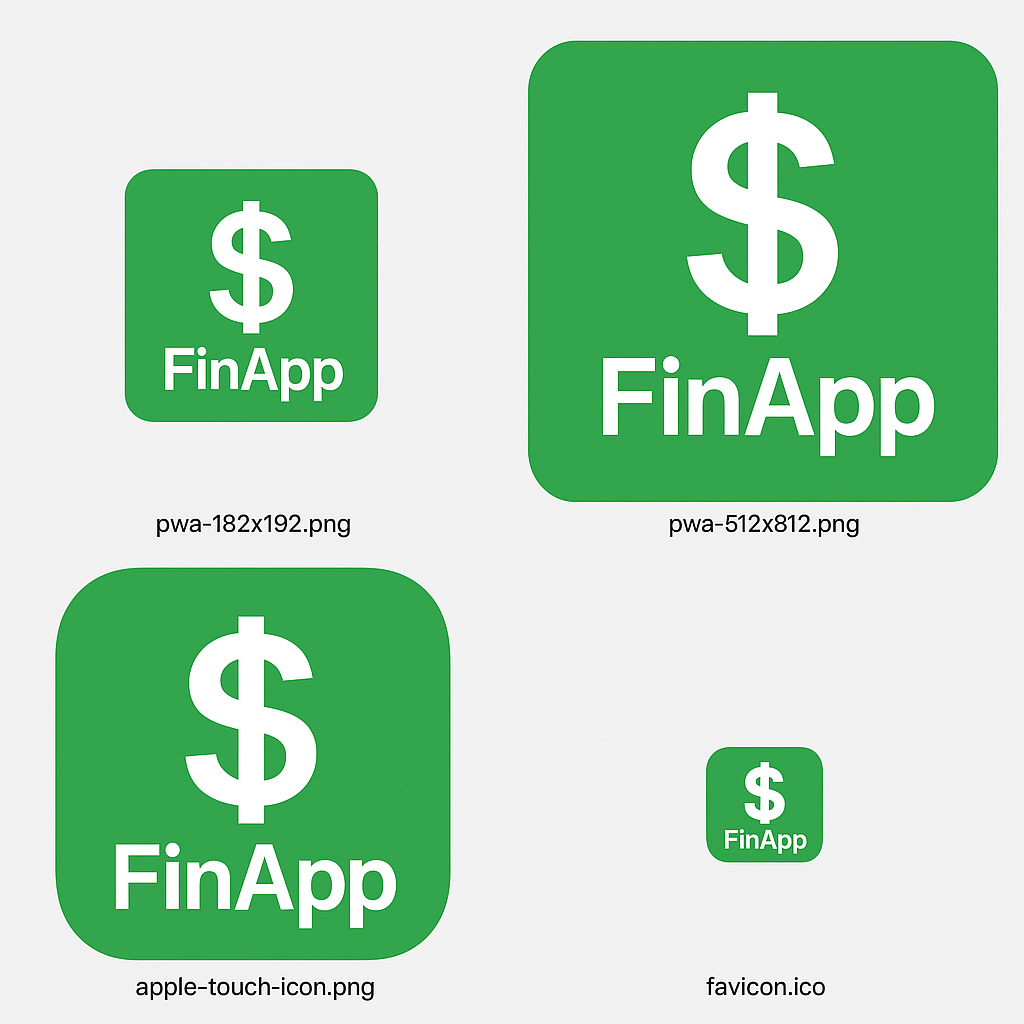 $
FinApp
pwa-182x192.png
$
FinApp
pwa-512x812.png
$
FinApp
apple-touch-icon.png
$
FinApp
favicon.ico